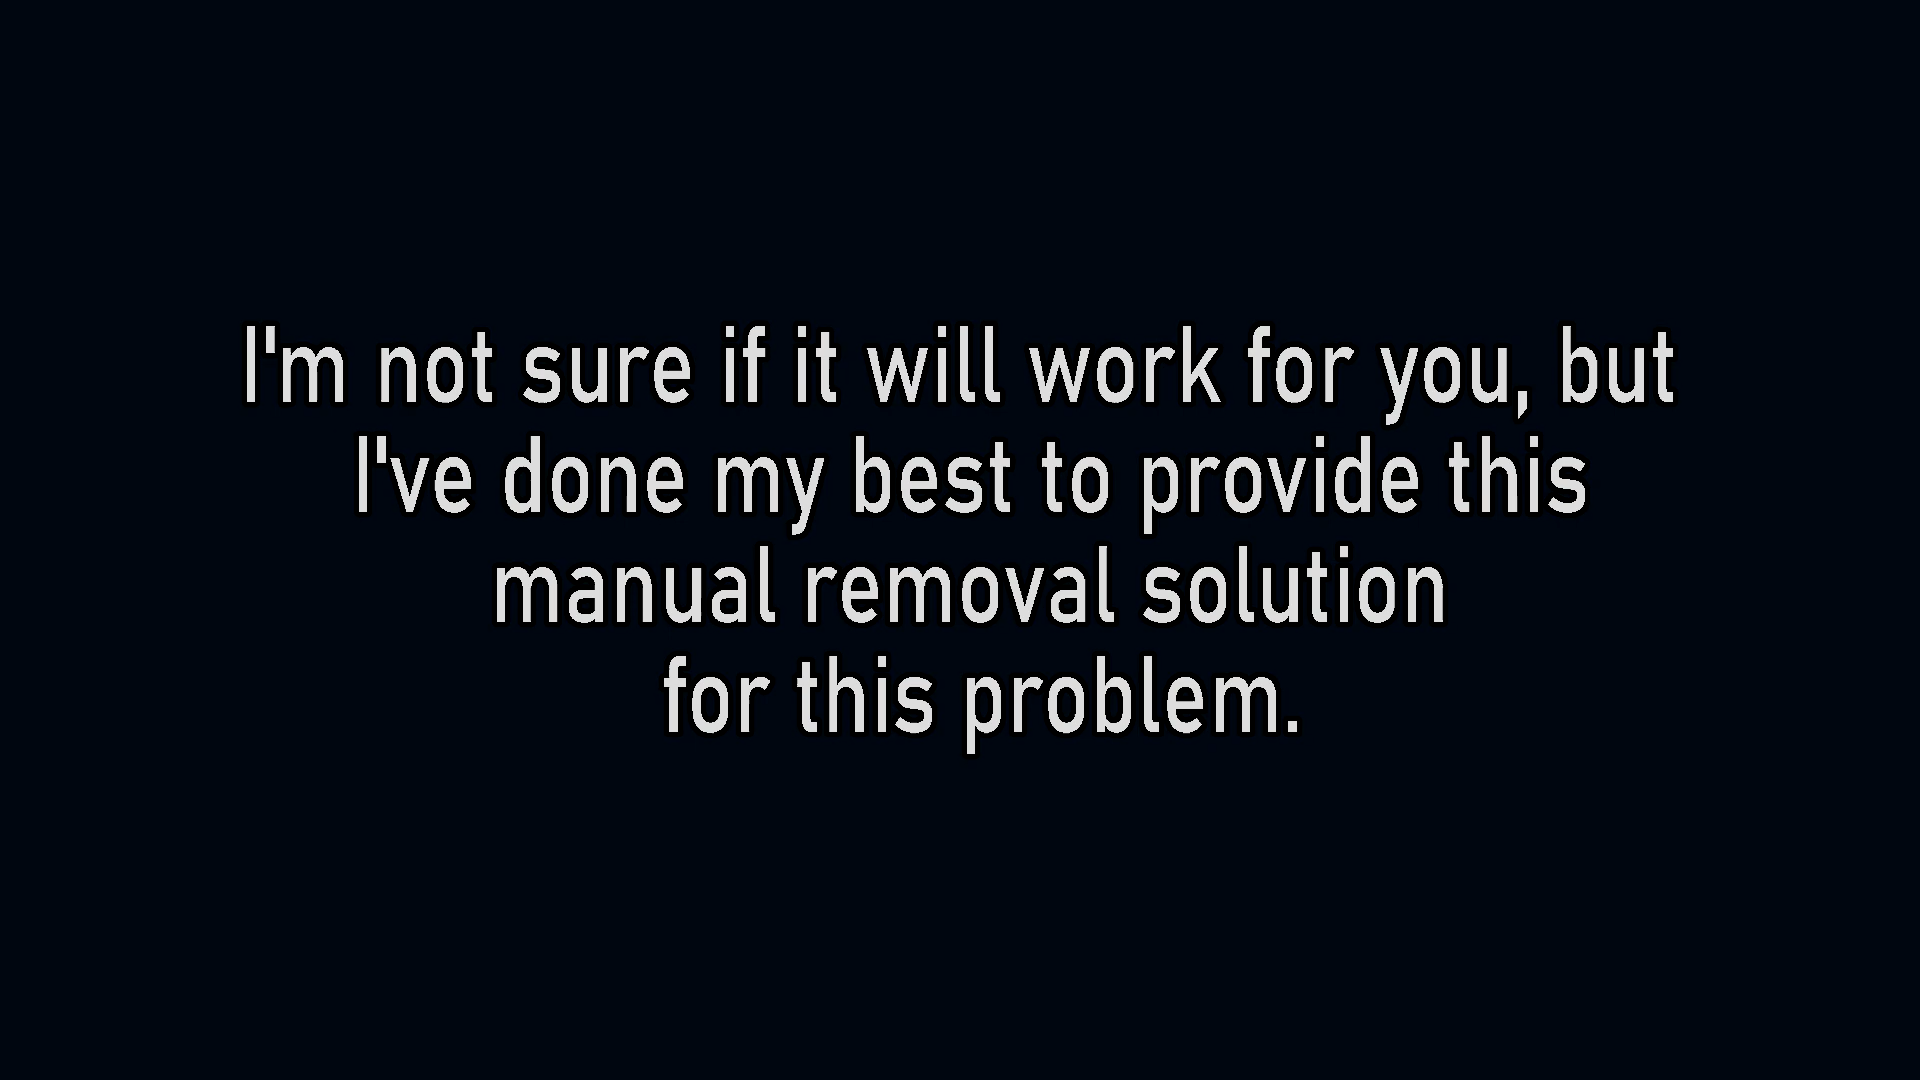 I'm not sure if it will work for you, but
I've done my best to provide this
manual removal solution
for this problem.